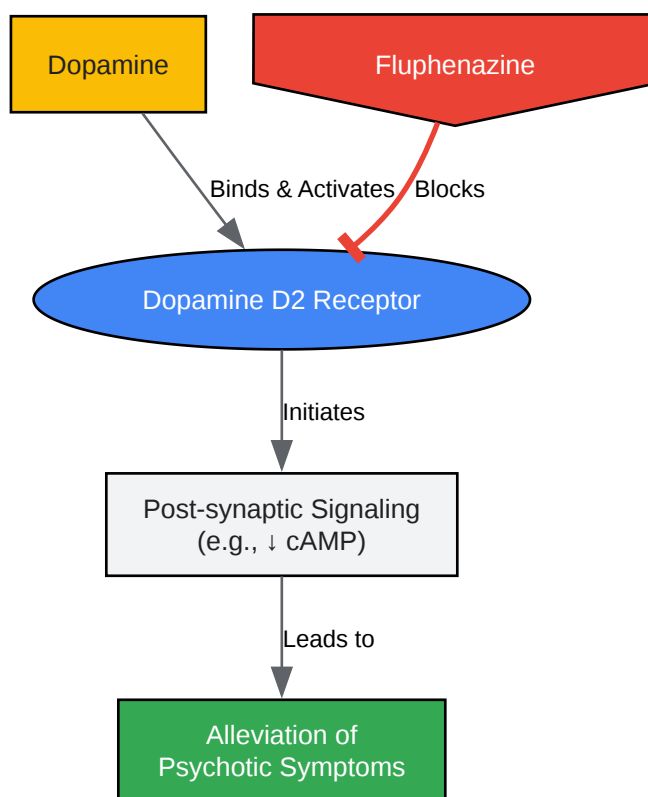 Dopamine
Fluphenazine
Binds & Activates
Blocks
Dopamine D2 Receptor
Initiates
Post-synaptic Signaling
(e.g., ↓ cAMP)
Leads to
Alleviation of
Psychotic Symptoms